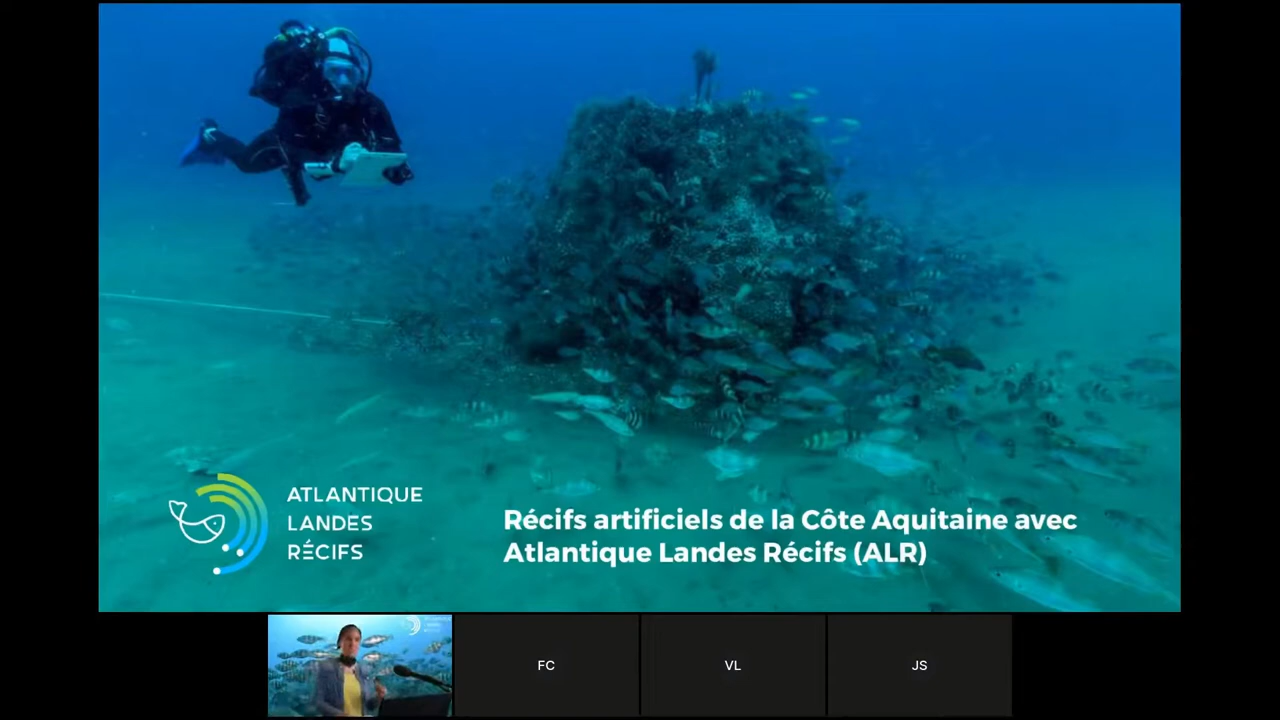 ATLANTIQUE
LANDES
RÉCIFS
Récifs artificiels de la Côte Aquitaine avec
Atlantique Landes Récifs (ALR)
FC
VL
JS